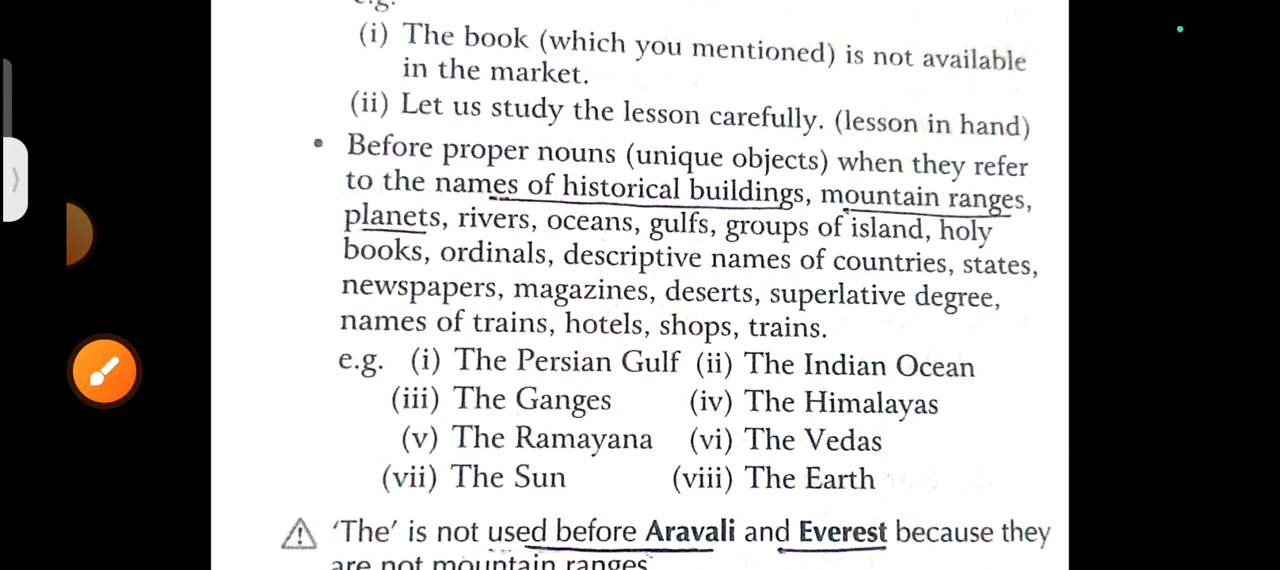 e.g.
(i) The book (which you mentioned) is not available
in the market.
(ii) Let us study the lesson carefully. (lesson in hand)
• Before proper nouns (unique objects) when they refer
to the names of historical buildings, mountain ranges,
planets, rivers, oceans, gulfs, groups of island, holy
books, ordinals, descriptive names of countries, states,
newspapers, magazines, deserts, superlative degree,
names of trains, hotels, shops, trains.
e.g. (i) The Persian Gulf (ii) The Indian Ocean
(iii) The Ganges (iv) The Himalayas
(v) The Ramayana (vi) The Vedas
(vii) The Sun (viii) The Earth
'The' is not used before Aravali and Everest because they
are not mountain ranges